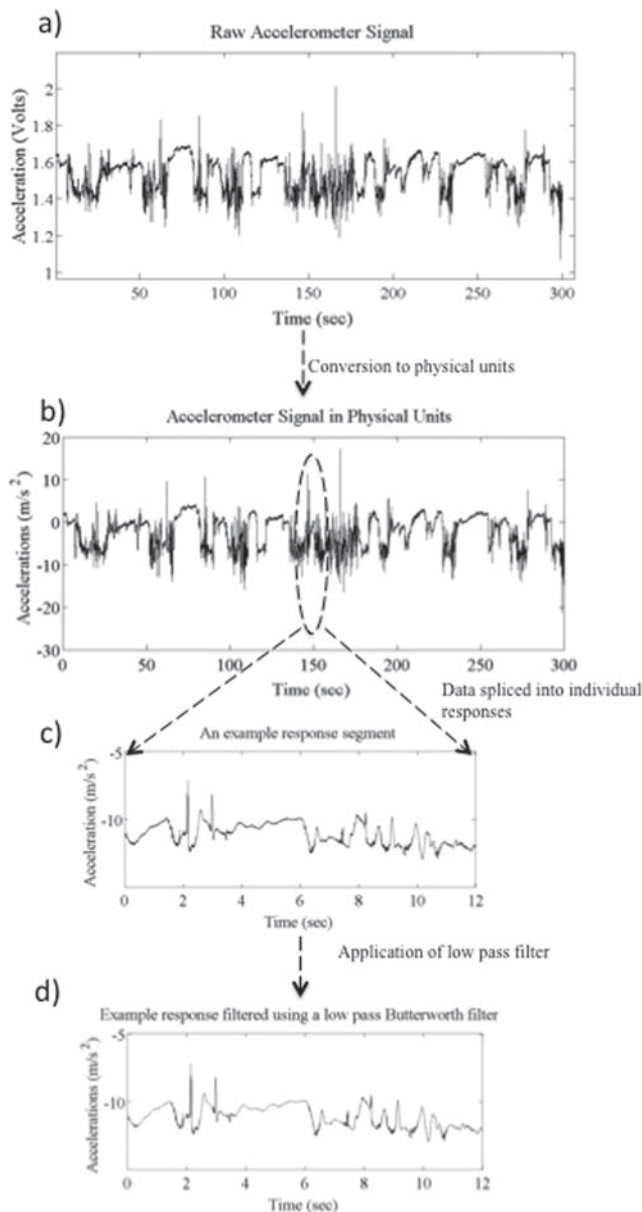 a)
Raw Accelerometer Signal
Acceleration (Volts)
2
1.8
1.6
1.4
1.2
1
50 100 150 200 250 300
Time (sec)
Conversion to physical units
b)
Accelerometer Signal in Physical Units
Accelerations (m/s²)
20
10
0
-10
-20
-30
0 50 100 150 200 250 300
Time (sec)
Data spliced into individual
responses
c)
An example response segment
Acceleration (m/s²)
-5
-10
0 2 4 6 8 10 12
Time (sec)
Application of low pass filter
d)
Example response filtered using a low pass Butterworth filter
Accelerations (m/s²)
-5
-10
0 2 4 6 8 10 12
Time (sec)